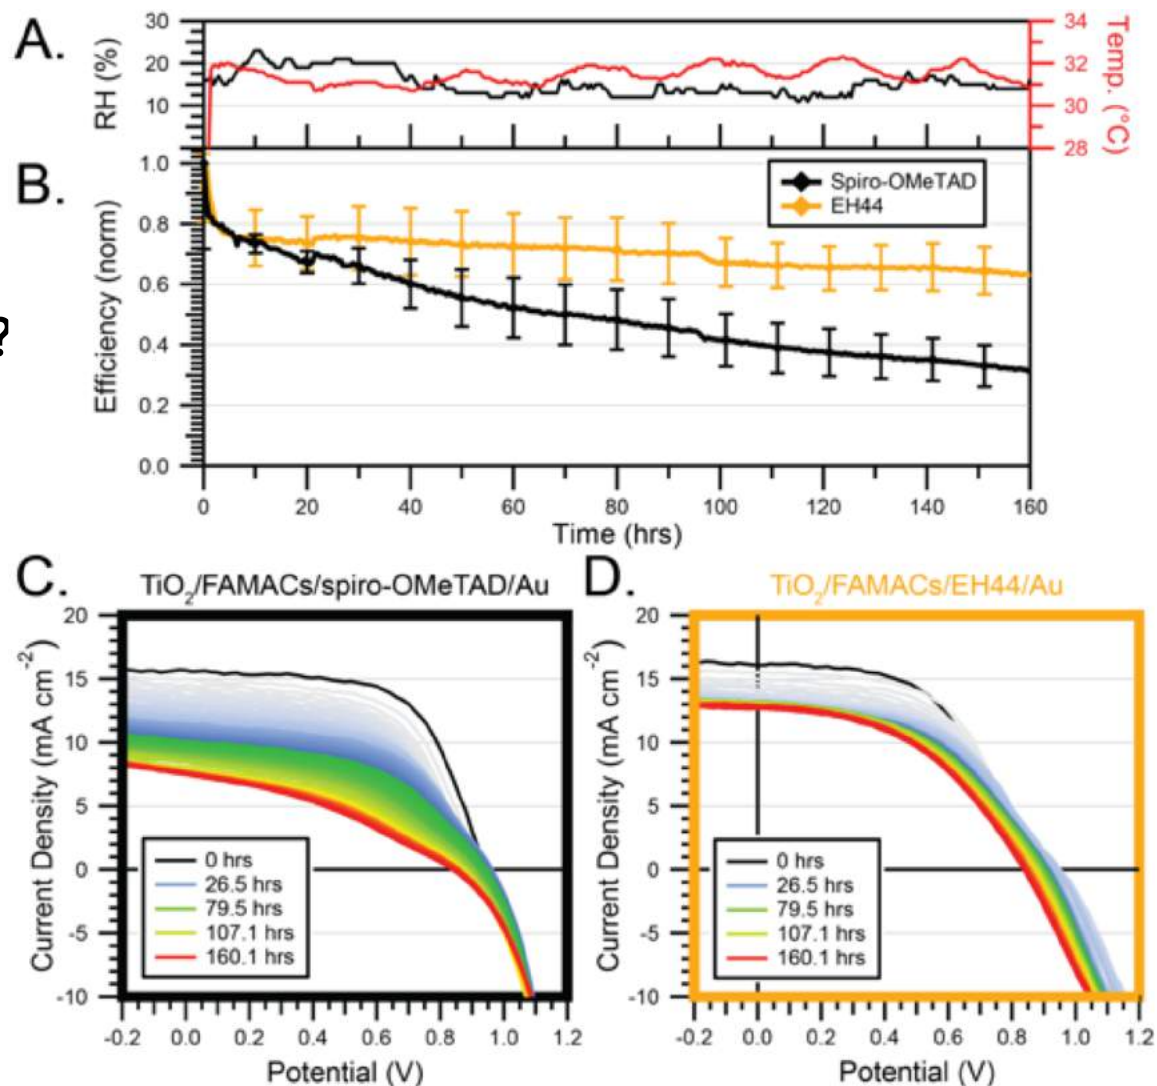 A.
RH (%)
30
20
10
34
32
30
28
Temp. (°C)
B.
Efficiency (norm)
1.0
0.8
0.6
0.4
0.2
0.0
Spiro-OMeTAD
EH44
?
0 20 40 60 80 100 120 140 160
Time (hrs)
C.
TiO2/FAMACs/spiro-OMeTAD/Au
Current Density (mA cm-2)
20
15
10
5
0
-5
-10
0 hrs
26.5 hrs
79.5 hrs
107.1 hrs
160.1 hrs
-0.2 0.0 0.2 0.4 0.6 0.8 1.0 1.2
Potential (V)
D.
TiO2/FAMACs/EH44/Au
Current Density (mA cm-2)
20
15
10
5
0
-5
-10
0 hrs
26.5 hrs
79.5 hrs
107.1 hrs
160.1 hrs
-0.2 0.0 0.2 0.4 0.6 0.8 1.0 1.2
Potential (V)